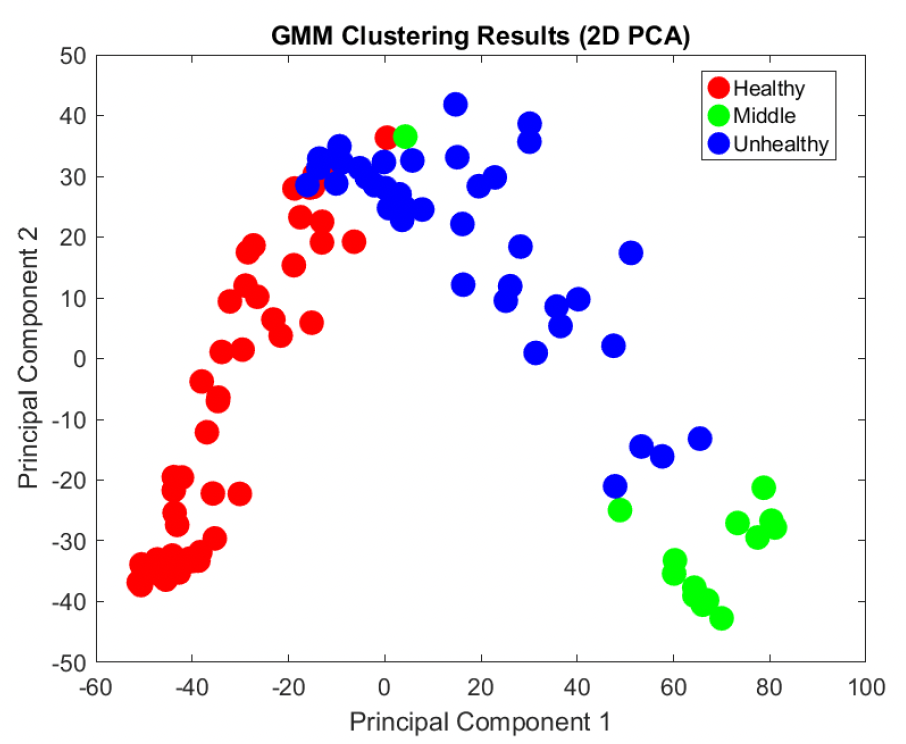 GMM Clustering Results (2D PCA)
50
40
30
20
10
0
-10
-20
-30
-40
-50
Principal Component 2
Healthy
Middle
Unhealthy
-60 -40 -20 0 20 40 60 80 100
Principal Component 1